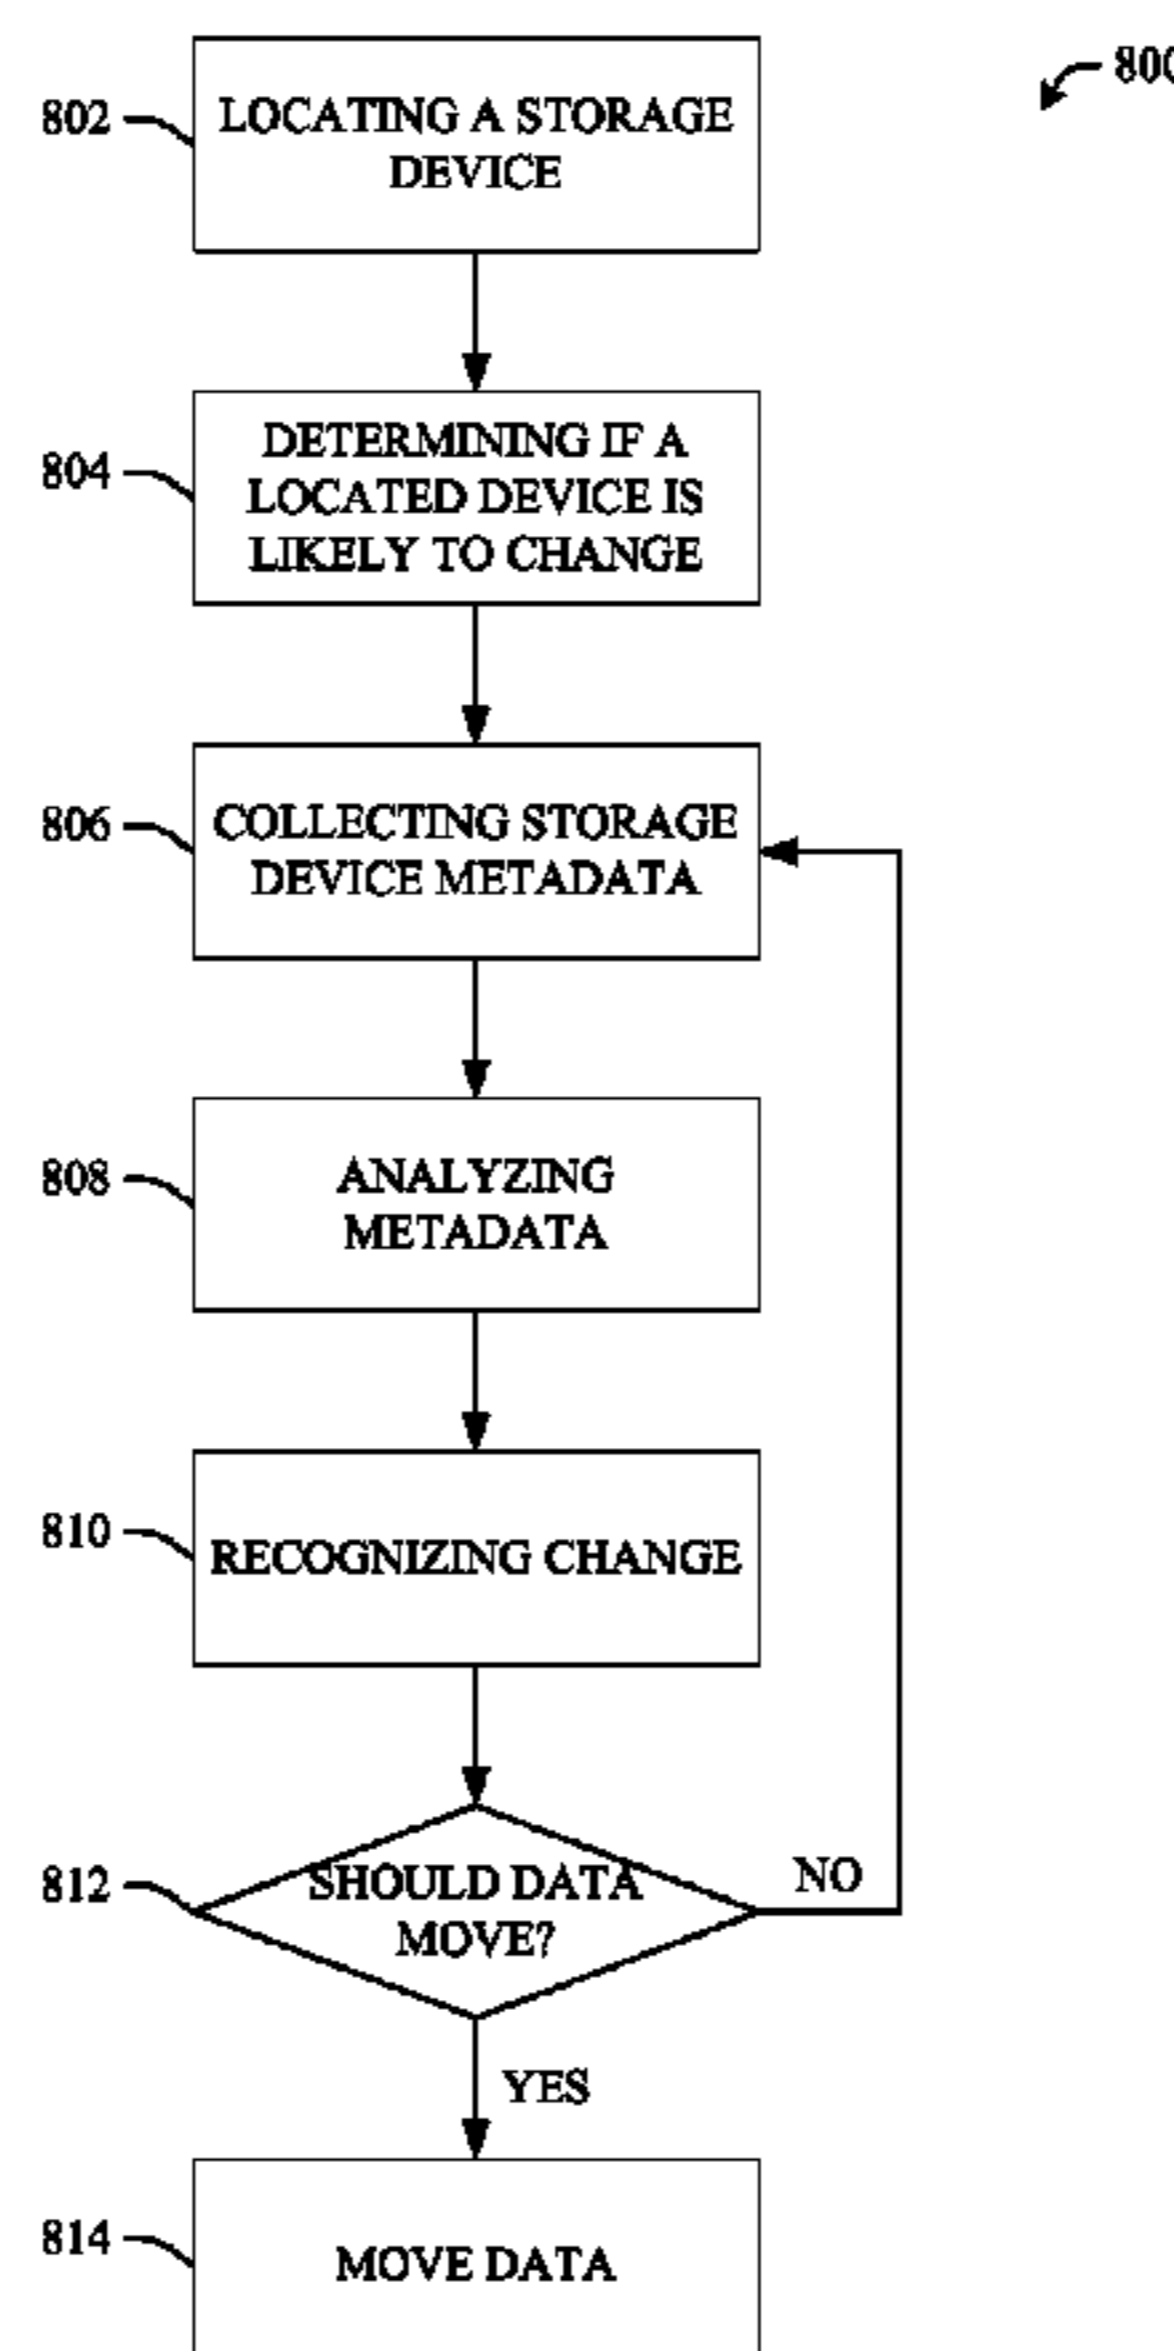 800
802
LOCATING A STORAGE
DEVICE
804
DETERMINING IF A
LOCATED DEVICE IS
LIKELY TO CHANGE
806
COLLECTING STORAGE
DEVICE METADATA
808
ANALYZING
METADATA
810
RECOGNIZING CHANGE
812
SHOULD DATA
MOVE?
NO
YES
814
MOVE DATA